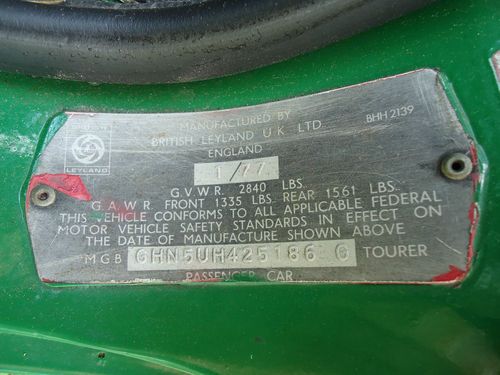 MANUFACTURED BY
BHH 2139
BRITISH LEYLAND U.K. LTD.
ENGLAND
LEYLAND
1/77
G.V.W.R. 2840 LBS.
G.A.W.R. FRONT 1335 LBS. REAR 1561 LBS.
THIS VEHICLE CONFORMS TO ALL APPLICABLE FEDERAL
MOTOR VEHICLE SAFETY STANDARDS IN EFFECT ON
THE DATE OF MANUFACTURE SHOWN ABOVE
MGB GHN5UH425186 G TOURER
PASSENGER CAR